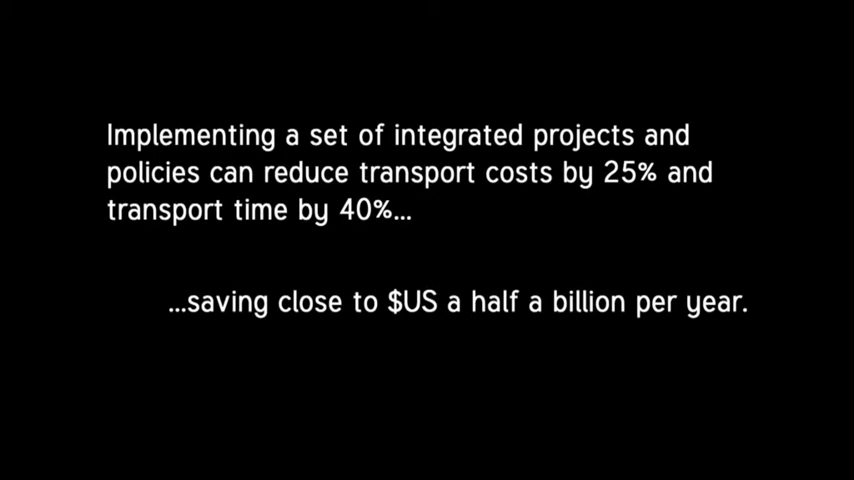 Implementing a set of integrated projects and
policies can reduce transport costs by 25% and
transport time by 40%...
...saving close to $US a half a billion per year.